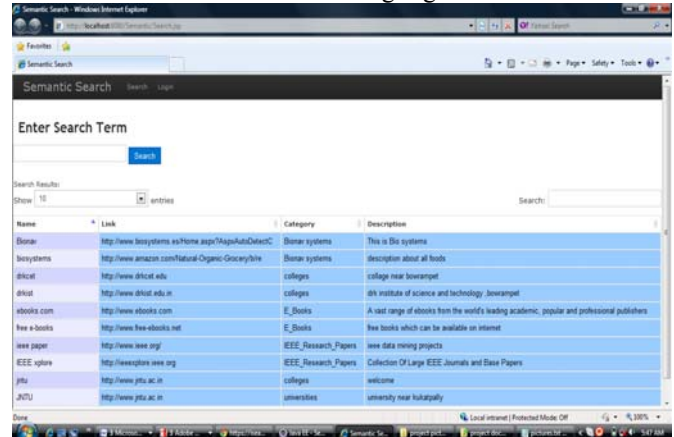 Semantic Search - Windows Internet Explorer
Favorites
Semantic Search
Page Safety Tools
Semantic Search Search Login
Enter Search Term
Search
Search Results:
Show 10 entries Search:
Name Link Category Description
Bionav http://www.biosystems.es/Home.aspx?AspxAutoDetectC Bionav systems This is Bio systems
biosystems http://www.amazon.com/Natural-Organic-Grocery/b/re Bionav systems description about all foods
drkcet http://www.drkcet.edu colleges collage near bowrampet
drkist http://www.drkist.edu.in colleges drk institute of science and technology ,bowrampet
ebooks.com http://www.ebooks.com E_Books A vast range of ebooks from the world's leading academic, popular and professional publishers
free e-books http://www.free-ebooks.net E_Books free books which can be available on internet
ieee paper http://www.ieee.org/ IEEE_Research_Papers ieee data mining projects
IEEE xplore http://ieeexplore.ieee.org IEEE_Research_Papers Collection Of Large IEEE Journals and Base Papers
jntu http://www.jntu.ac.in colleges welcome
JNTU http://www.jntu.ac.in universities university near kukatpally
Done Local intranet | Protected Mode: Off 100%
5:47 AM